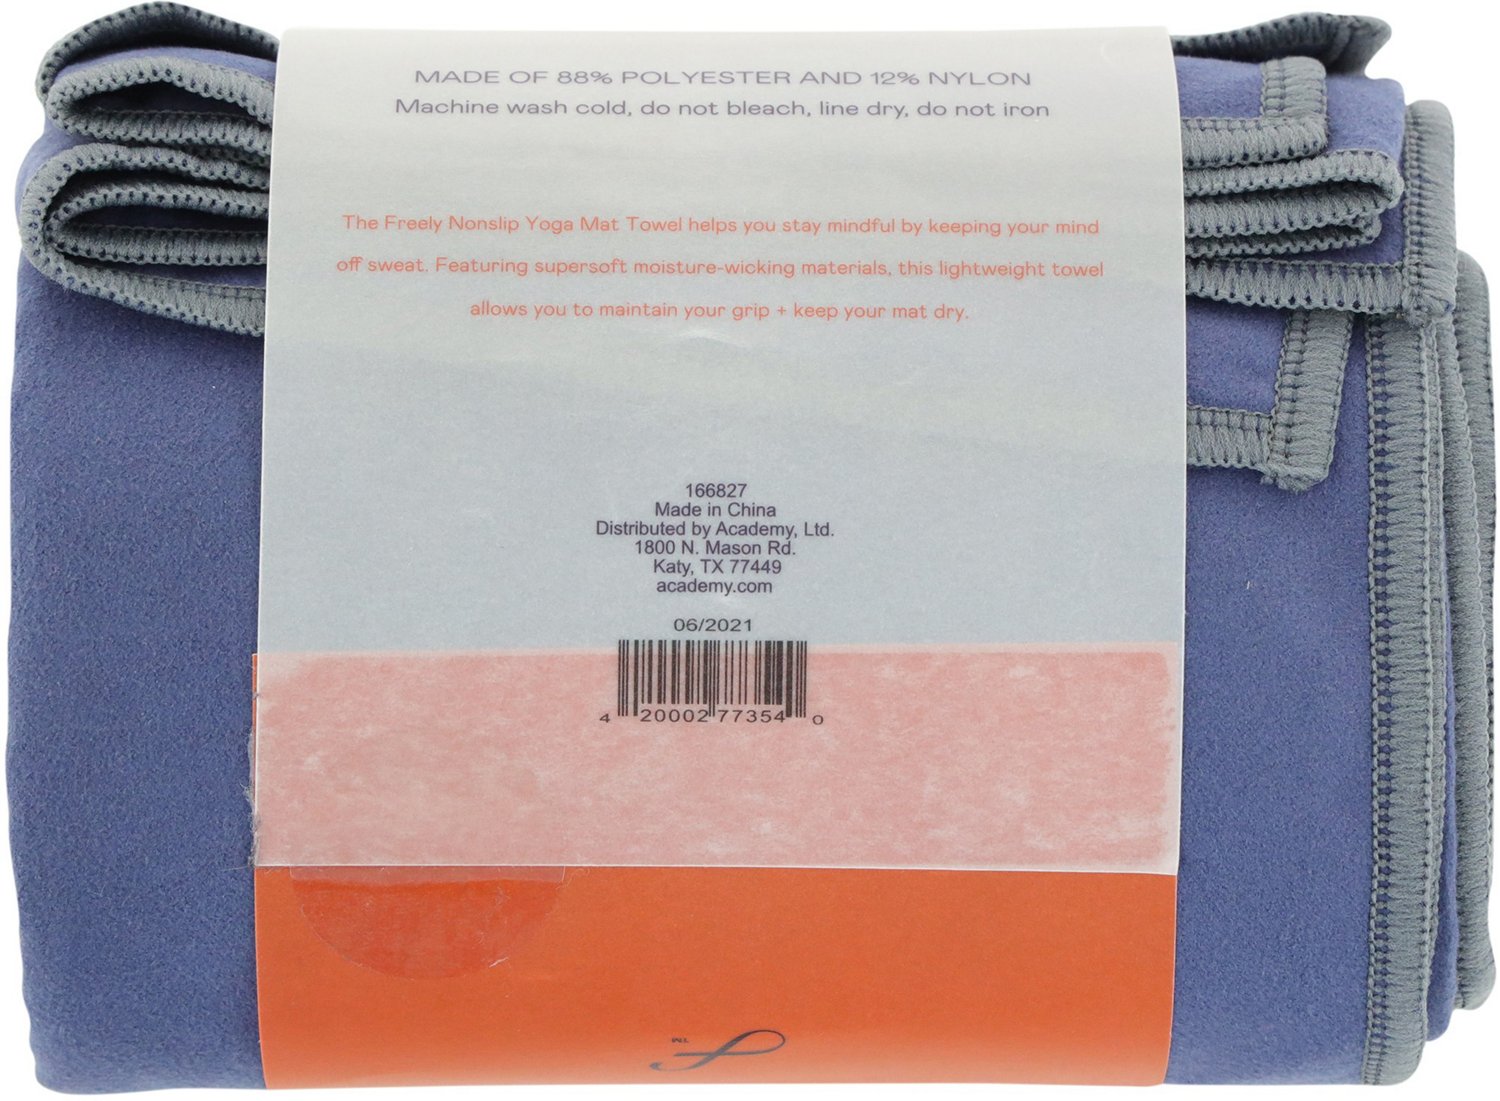 MADE OF 88% POLYESTER AND 12% NYLON
Machine wash cold, do not bleach, line dry, do not iron
The Freely Nonslip Yoga Mat Towel helps you stay mindful by keeping your mind
off sweat. Featuring supersoft moisture-wicking materials, this lightweight towel
allows you to maintain your grip + keep your mat dry.
166827
Made in China
Distributed by Academy, Ltd.
1800 N. Mason Rd.
Katy, TX 77449
academy.com
06/2021
4 20002 77354 0
f ™